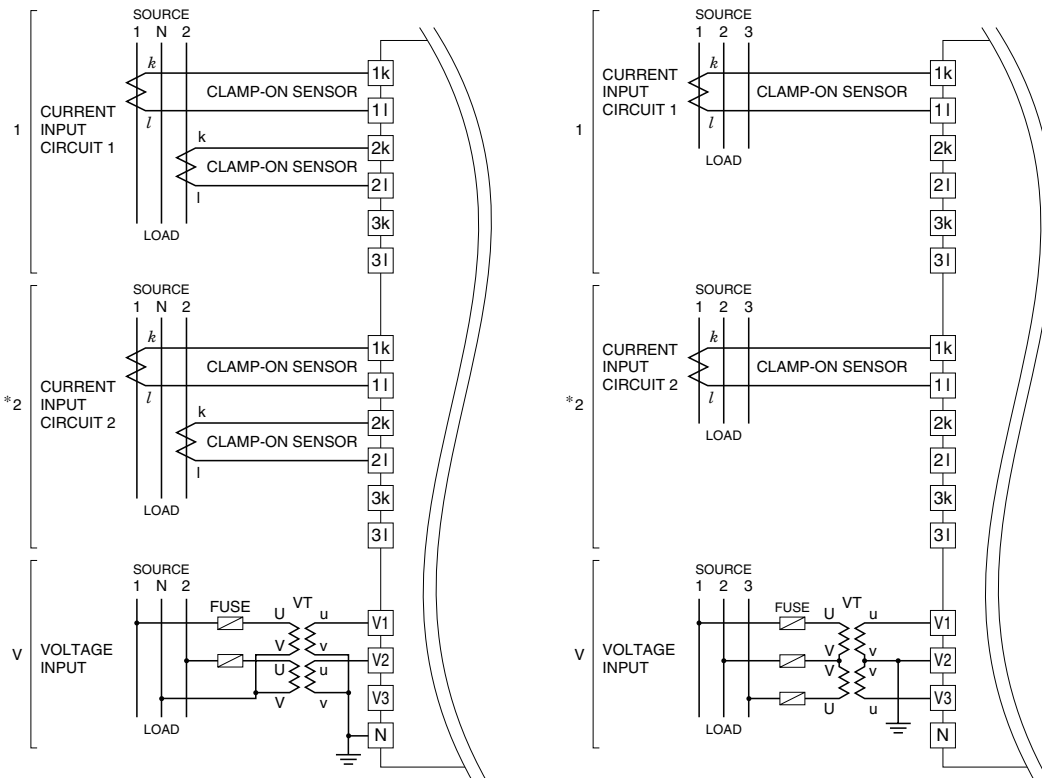 SOURCE
1 N 2
k
1k
CLAMP-ON SENSOR
1 CURRENT
INPUT
CIRCUIT 1
l
1l
k
2k
CLAMP-ON SENSOR
2l
l
3k
LOAD
3l
SOURCE
1 N 2
k
1k
CLAMP-ON SENSOR
*2 CURRENT
INPUT
CIRCUIT 2
l
1l
k
2k
CLAMP-ON SENSOR
2l
l
3k
LOAD
3l
SOURCE
1 N 2
FUSE U VT u V1
V v
V VOLTAGE
INPUT
U u V2
V v V3
LOAD
N
SOURCE
1 2 3
k
1k
CLAMP-ON SENSOR
1 CURRENT
INPUT
CIRCUIT 1
l
1l
2k
LOAD
2l
3k
3l
SOURCE
1 2 3
k
1k
CLAMP-ON SENSOR
*2 CURRENT
INPUT
CIRCUIT 2
l
1l
2k
LOAD
2l
3k
3l
SOURCE
1 2 3
FUSE U VT u V1
V VOLTAGE
INPUT
V v V2
V v
U u V3
LOAD
N